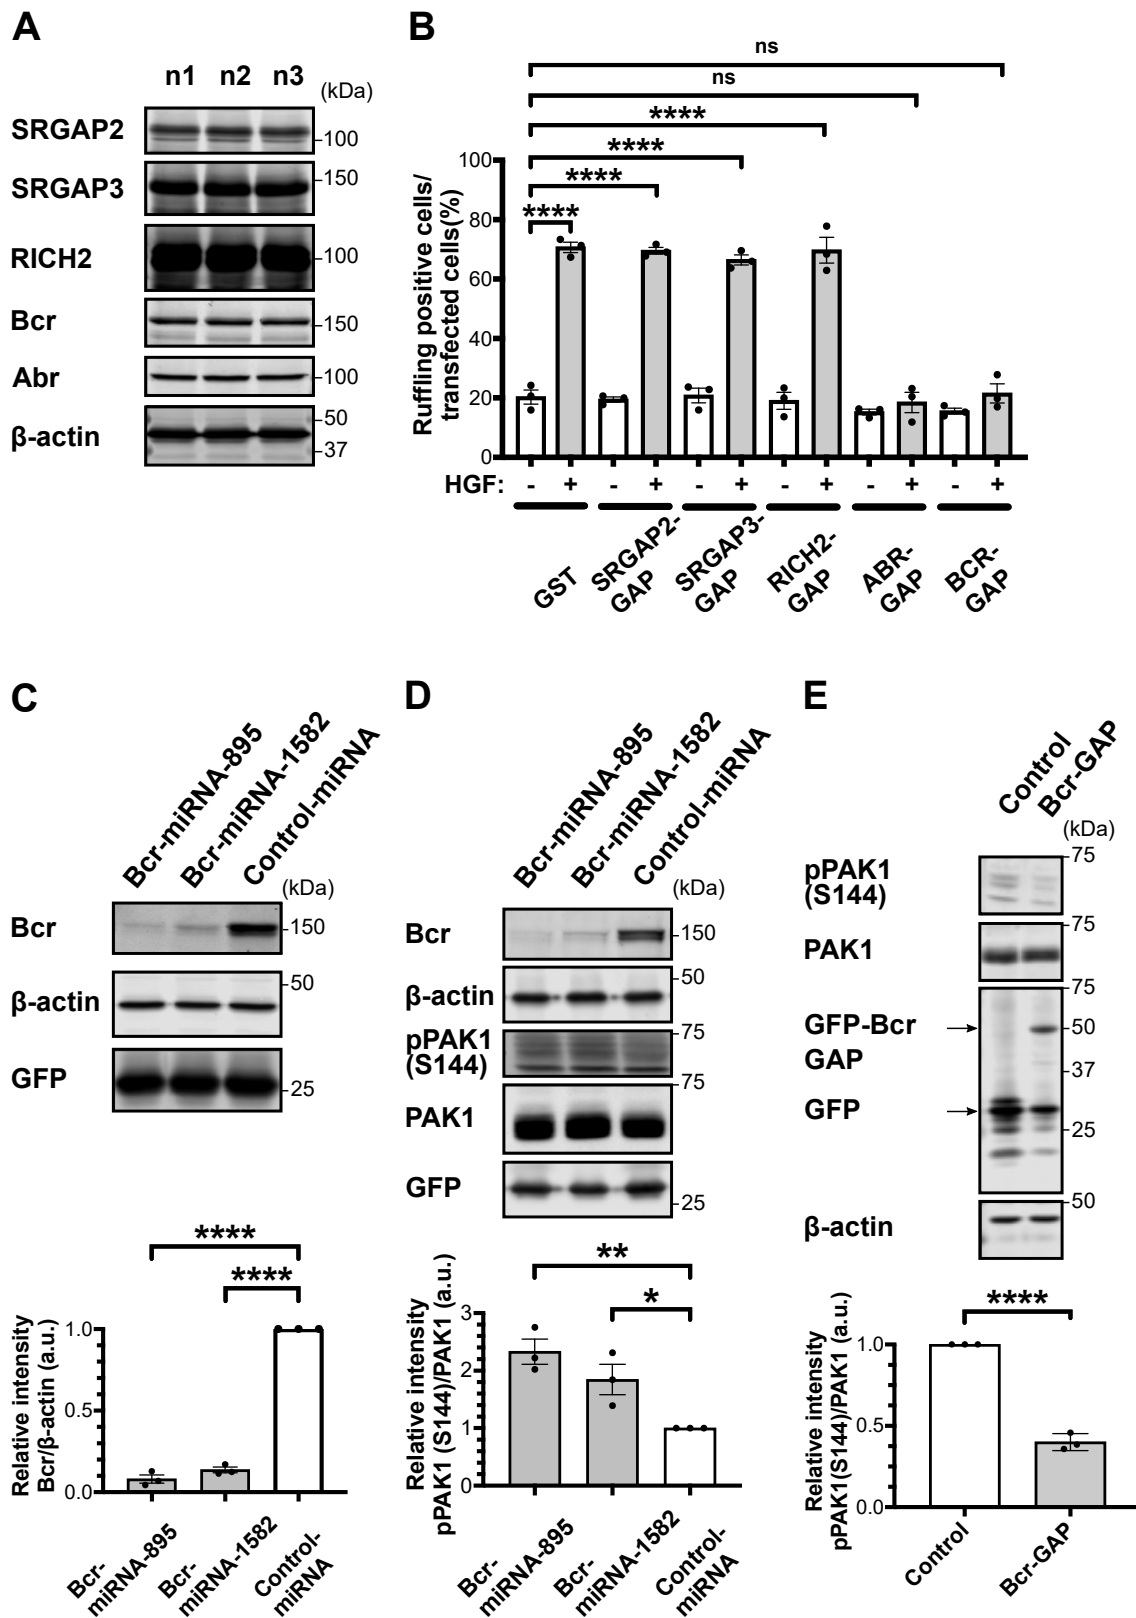 A
n1 n2 n3
(kDa)
SRGAP2
100
SRGAP3
150
RICH2
100
Bcr
150
Abr
100
β-actin
50
37
B
ns
ns
****
****
****
****
Ruffling positive cells/
transfected cells(%)
100
80
60
40
20
0
HGF: - + - + - + - + - + - +
GST
SRGAP2-
GAP
SRGAP3-
GAP
RICH2-
GAP
ABR-
GAP
BCR-
GAP
C
Bcr-miRNA-895
Bcr-miRNA-1582
Control-miRNA
(kDa)
Bcr
150
β-actin
50
GFP
25
****
****
Relative intensity
Bcr/β-actin (a.u.)
1.0
0.5
0.0
Bcr-
miRNA-895
Bcr-
miRNA-1582
Control-
miRNA
D
Bcr-miRNA-895
Bcr-miRNA-1582
Control-miRNA
(kDa)
Bcr
150
β-actin
50
pPAK1
(S144)
75
PAK1
75
GFP
25
**
*
Relative intensity
pPAK1 (S144)/PAK1 (a.u.)
3
2
1
0
Bcr-
miRNA-895
Bcr-
miRNA-1582
Control-
miRNA
E
Control
Bcr-GAP
(kDa)
pPAK1
(S144)
75
PAK1
75
75
GFP-Bcr
GAP
50
37
GFP
25
β-actin
50
****
Relative intensity
pPAK1(S144)/PAK1 (a.u.)
1.0
0.5
0.0
Control
Bcr-GAP